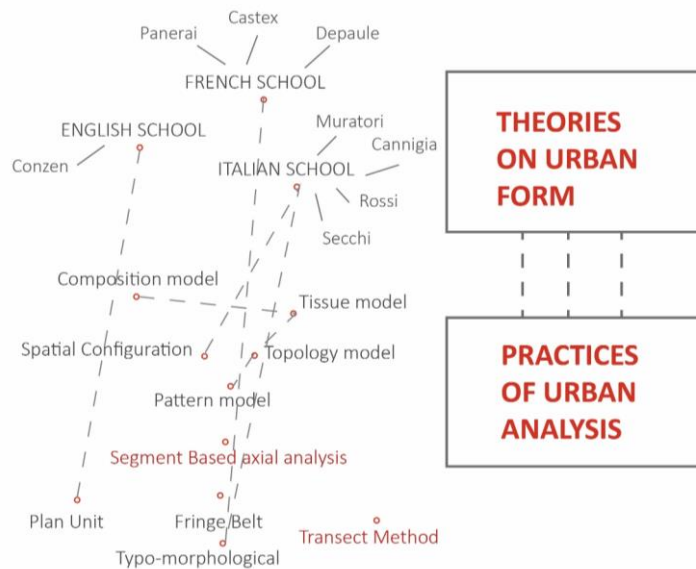 Castex
Panerai
Depaule
FRENCH SCHOOL
Muratori
ENGLISH SCHOOL
Cannigia
Conzen
ITALIAN SCHOOL
Rossi
Secchi
Composition model
Tissue model
Spatial Configuration
Topology model
Pattern model
Segment Based axial analysis
Plan Unit
Fringe/Belt
Transect Method
Typo-morphological
THEORIES
ON URBAN
FORM
PRACTICES
OF URBAN
ANALYSIS